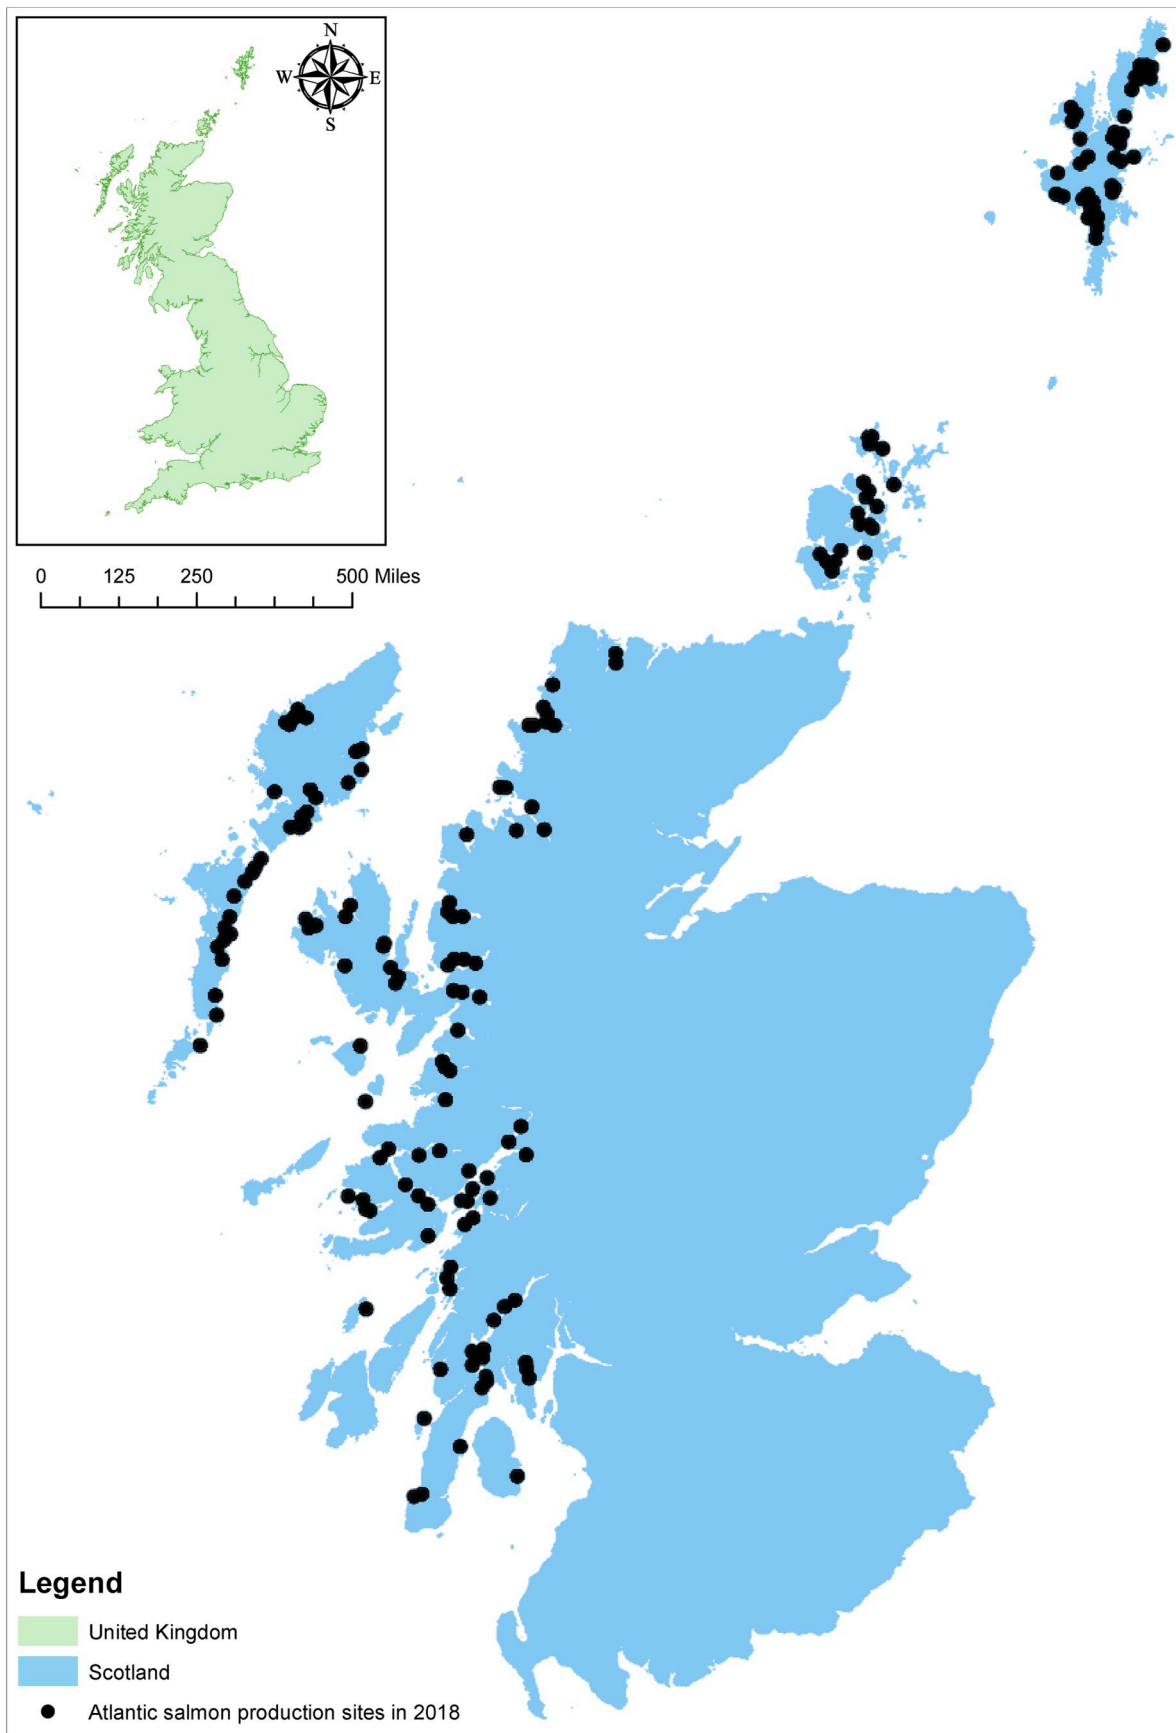 N
W E
S
0 125 250 500 Miles
Legend
United Kingdom
Scotland
Atlantic salmon production sites in 2018